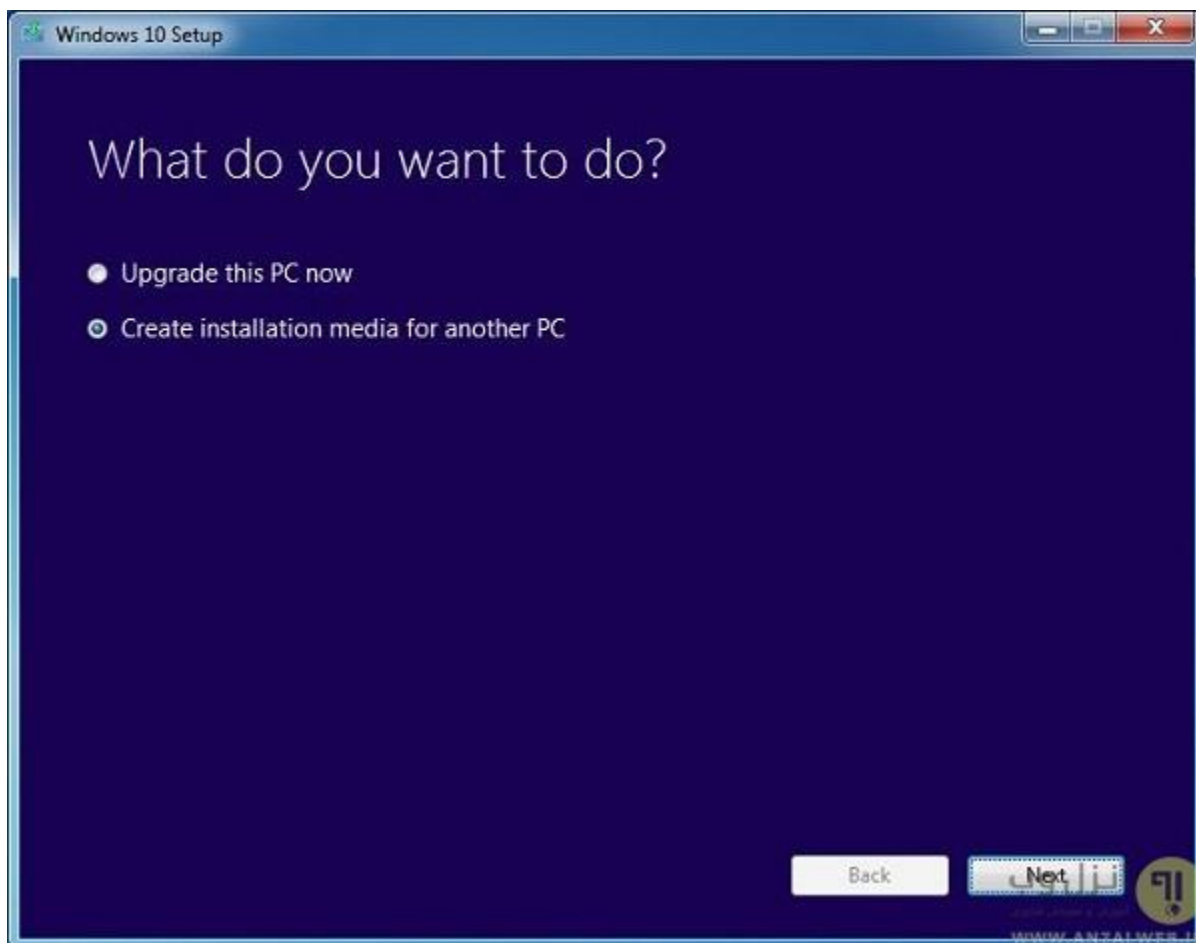 Windows 10 Setup
What do you want to do?
Upgrade this PC now
Create installation media for another PC
Back
Next